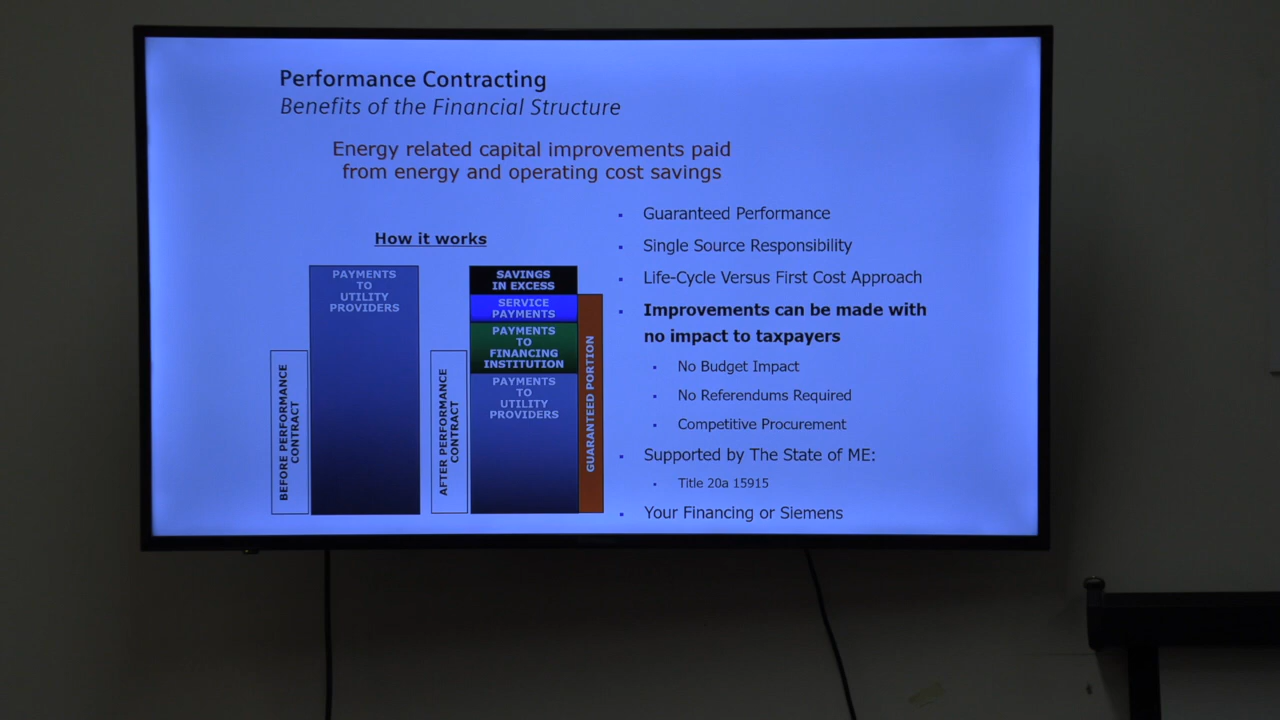 Performance Contracting
Benefits of the Financial Structure
Energy related capital improvements paid
from energy and operating cost savings
How it works
BEFORE PERFORMANCE
CONTRACT
PAYMENTS
TO
UTILITY
PROVIDERS
AFTER PERFORMANCE
CONTRACT
SAVINGS
IN EXCESS
SERVICE
PAYMENTS
PAYMENTS
TO
FINANCING
INSTITUTION
PAYMENTS
TO
UTILITY
PROVIDERS
GUARANTEED PORTION
Guaranteed Performance
Single Source Responsibility
Life-Cycle Versus First Cost Approach
Improvements can be made with
no impact to taxpayers
No Budget Impact
No Referendums Required
Competitive Procurement
Supported by The State of ME:
Title 20a 15915
Your Financing or Siemens